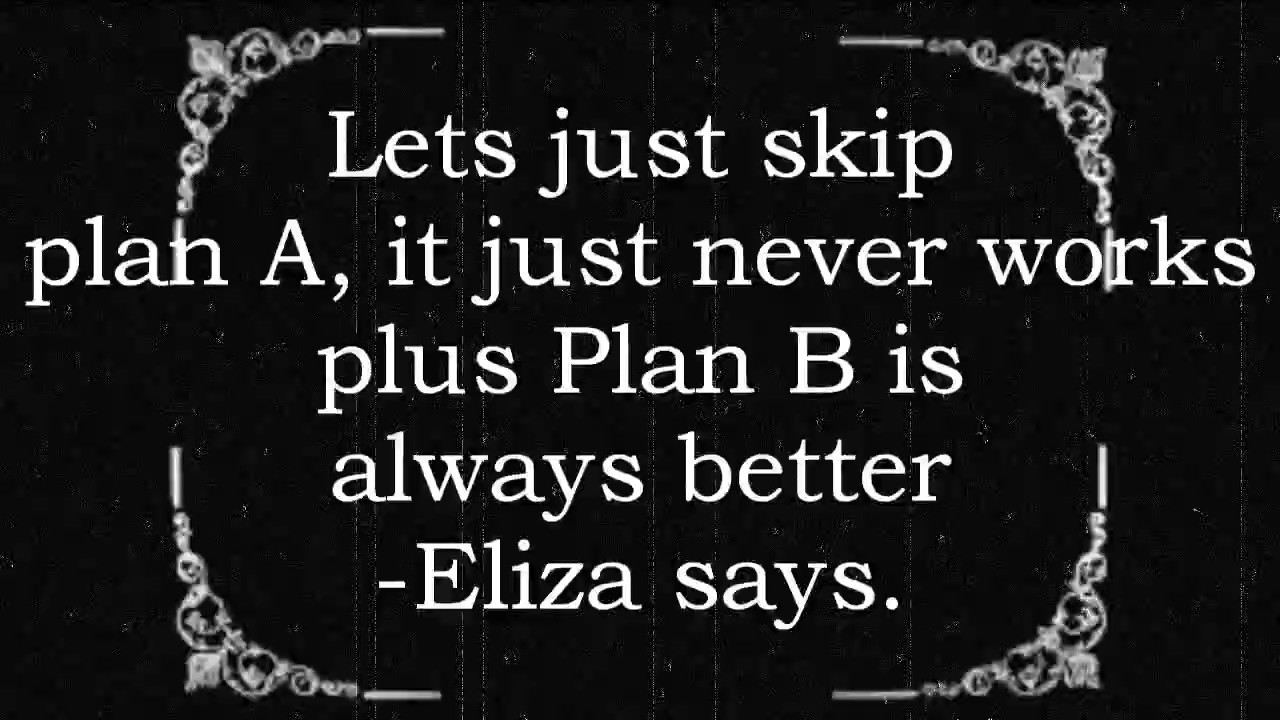 Lets just skip
plan A, it just never works
plus Plan B is
always better
-Eliza says.